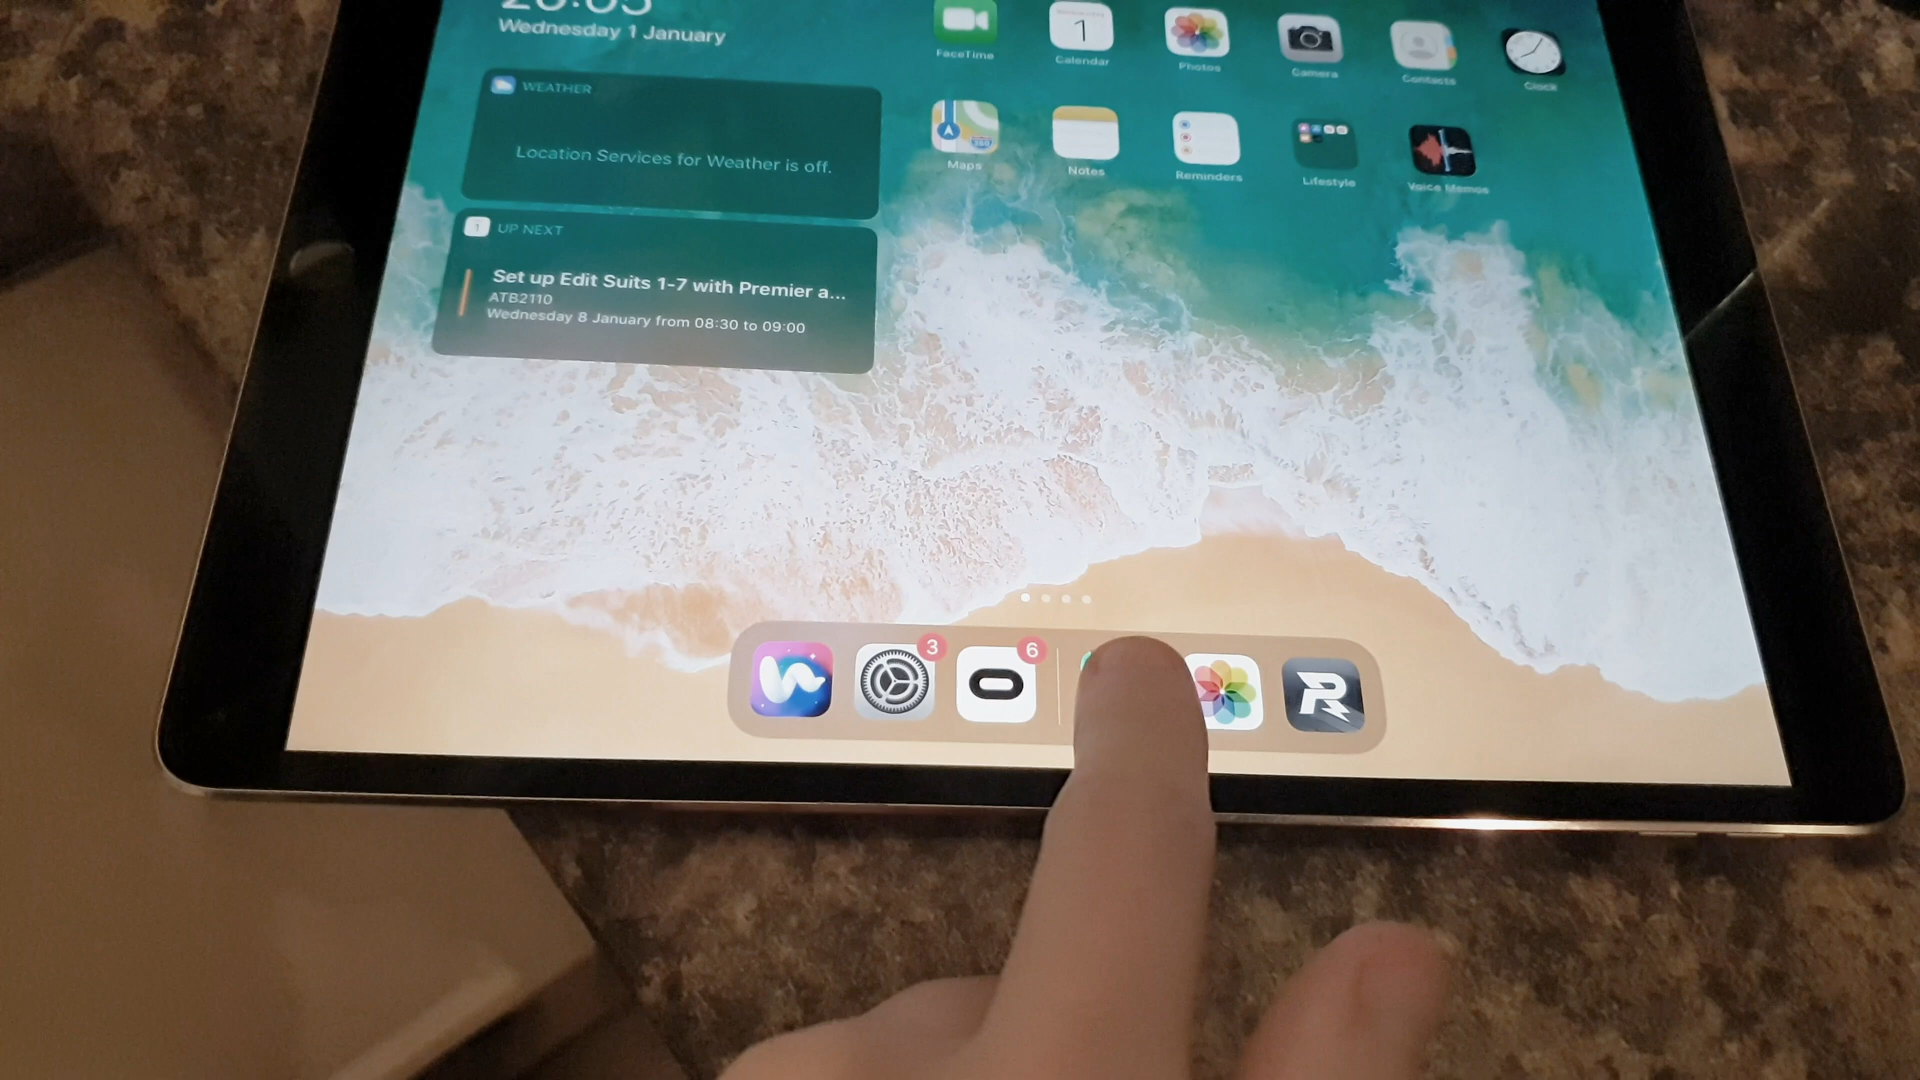 Wednesday 1 January
WEATHER
Location Services for Weather is off.
1
UP NEXT
Set up Edit Suits 1-7 with Premier a...
ATB2110
Wednesday 8 January from 08:30 to 09:00
FaceTime
1
Calendar
Photos
Camera
Contacts
Clock
Maps
Notes
Reminders
Lifestyle
Voice Memos
3
6